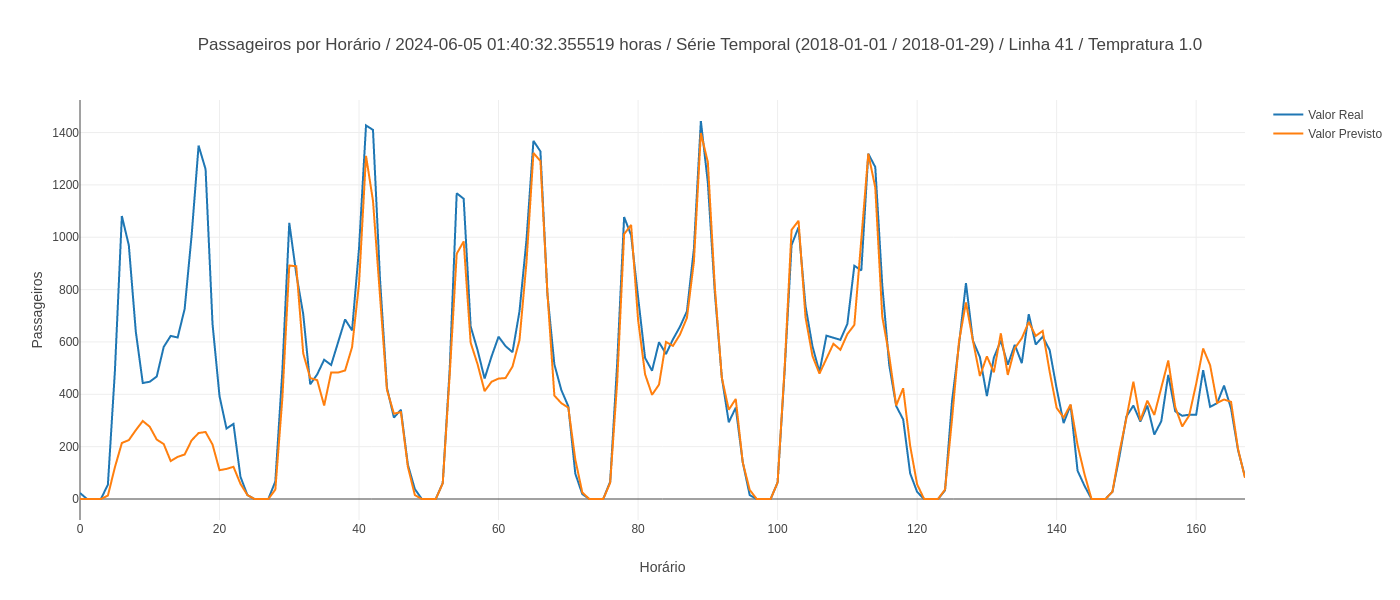 Passageiros por Horário / 2024-06-05 01:40:32.355519 horas / Série Temporal (2018-01-01 / 2018-01-29) / Linha 41 / Tempratura 1.0
Valor Real
Valor Previsto
1400
1200
1000
800
600
400
200
0
Passageiros
0 20 40 60 80 100 120 140 160
Horário